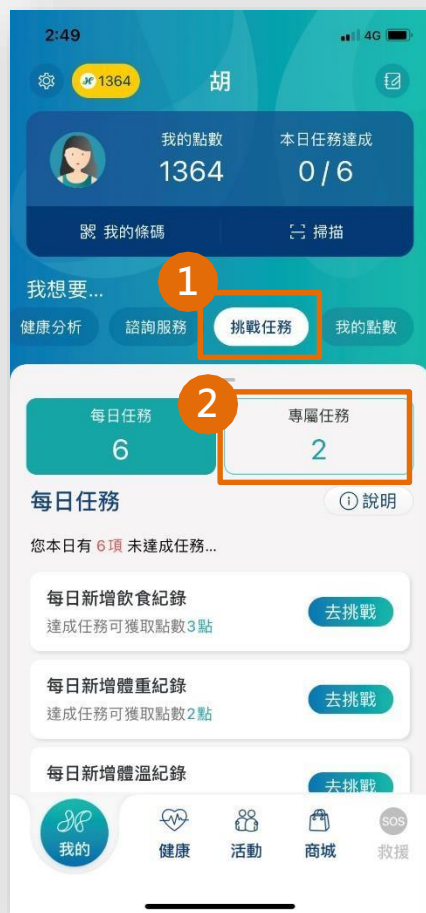 2:49 4G
1364 胡
我的點數 本日任務達成
1364 0/6
我的條碼 掃描
1
我想要...
健康分析 諮詢服務 挑戰任務 我的點數
2
每日任務 專屬任務
6 2
每日任務 說明
您本日有 6項 未達成任務...
每日新增飲食紀錄
達成任務可獲取點數3點
去挑戰
每日新增體重紀錄
達成任務可獲取點數2點
去挑戰
每日新增體溫紀錄
去挑戰
SOS
我的 健康 活動 商城 救援